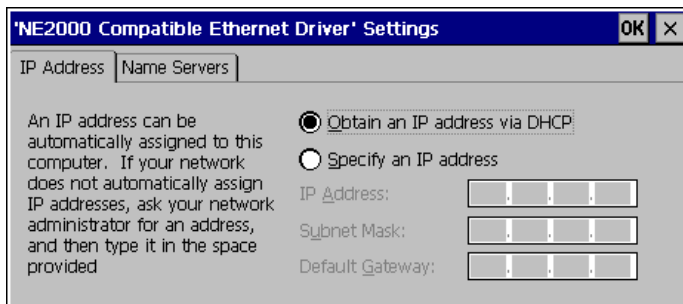 'NE2000 Compatible Ethernet Driver' Settings OK ×
IP Address Name Servers
An IP address can be
automatically assigned to this
computer. If your network
does not automatically assign
IP addresses, ask your network
administrator for an address,
and then type it in the space
provided
Obtain an IP address via DHCP
Specify an IP address
IP Address:
Subnet Mask:
Default Gateway: